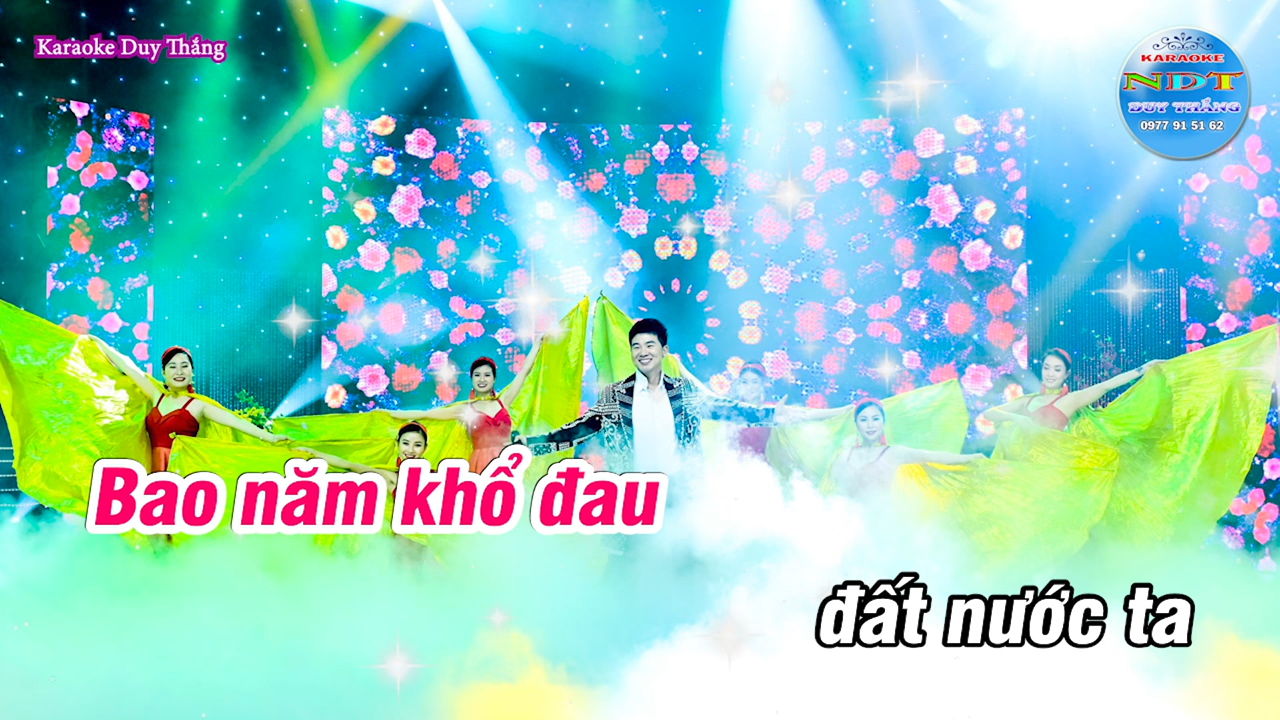 Karaoke Duy Thắng
KARAOKE
NDT
DUY THẮNG
0977 91 51 62
Bao năm khổ đau
đất nước ta